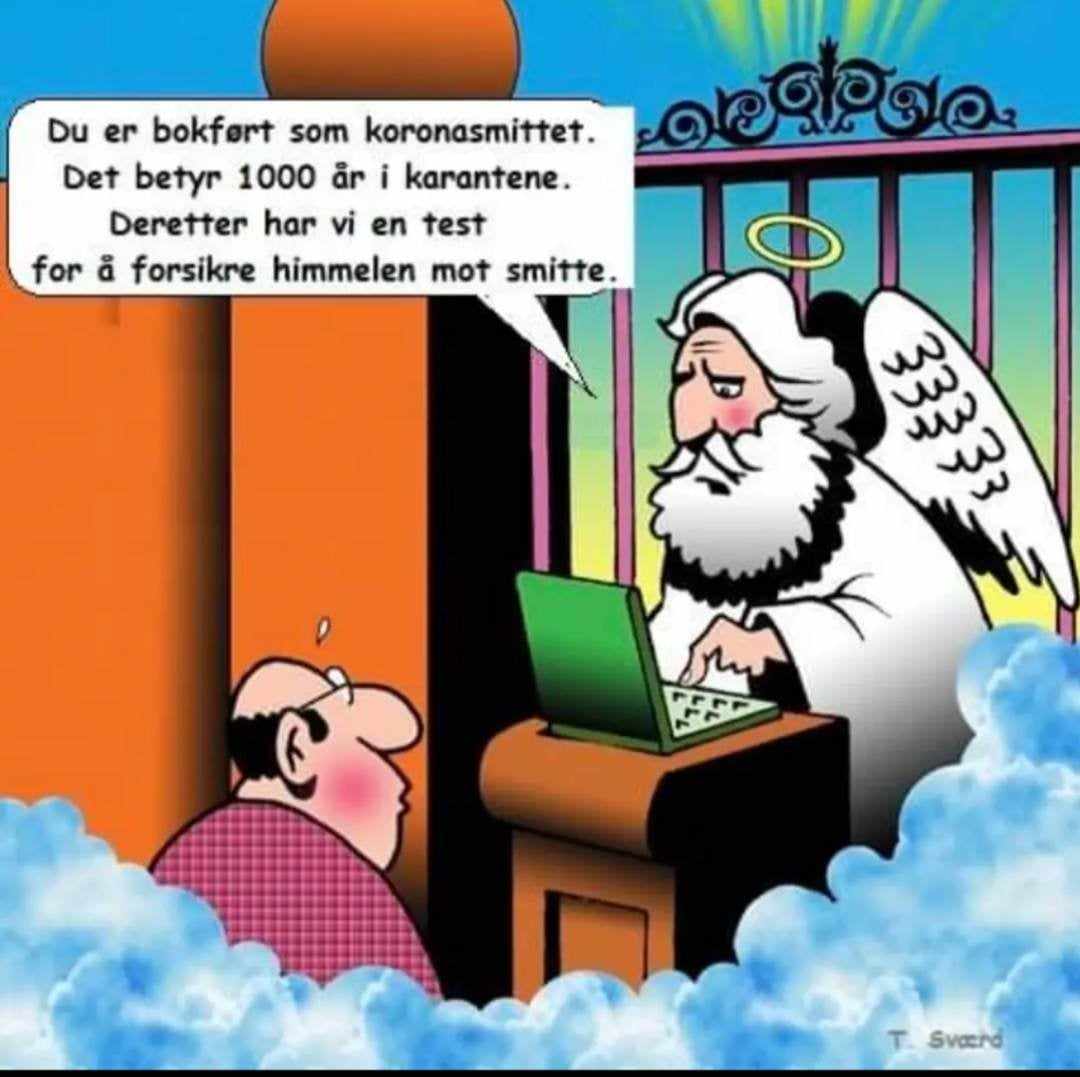 Du er bokført som koronasmittet.
Det betyr 1000 år i karantene.
Deretter har vi en test
for å forsikre himmelen mot smitte.
T. Sværd